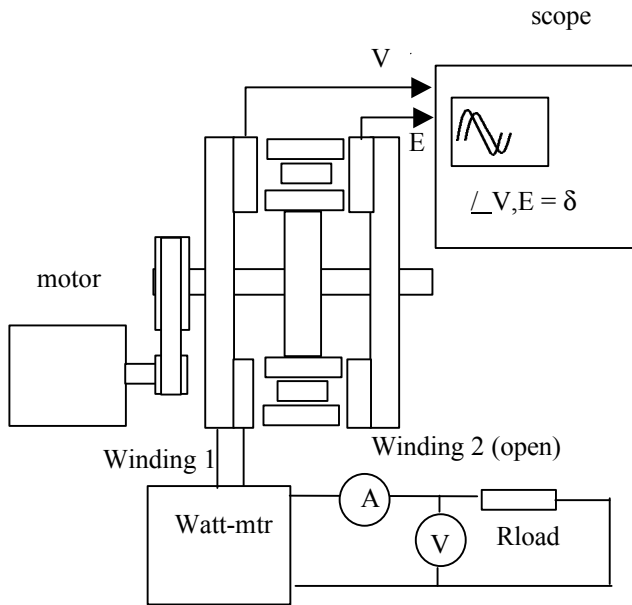 scope
V
E
/ V,E = δ
motor
Winding 1
Winding 2 (open)
Watt-mtr
A
V
Rload